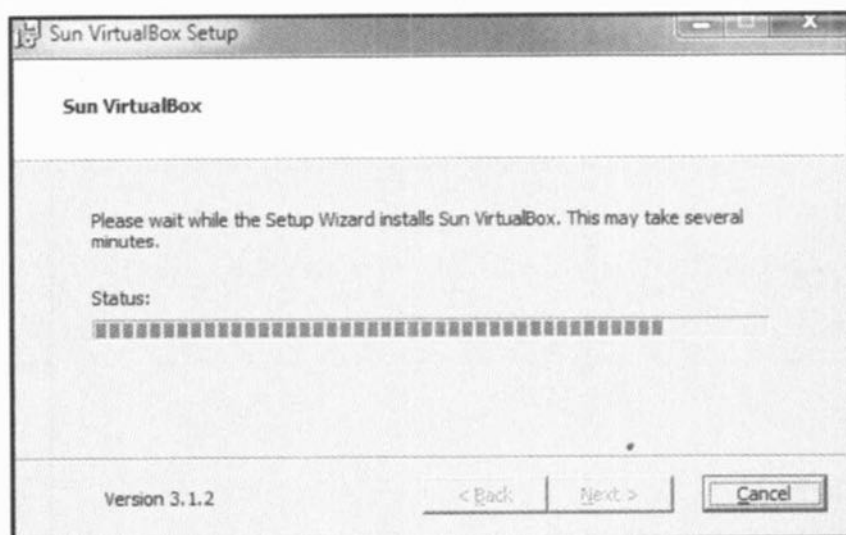 Sun VirtualBox Setup
Sun VirtualBox
Please wait while the Setup Wizard installs Sun VirtualBox. This may take several
minutes.
Status:
Version 3.1.2
< Back
Next >
Cancel